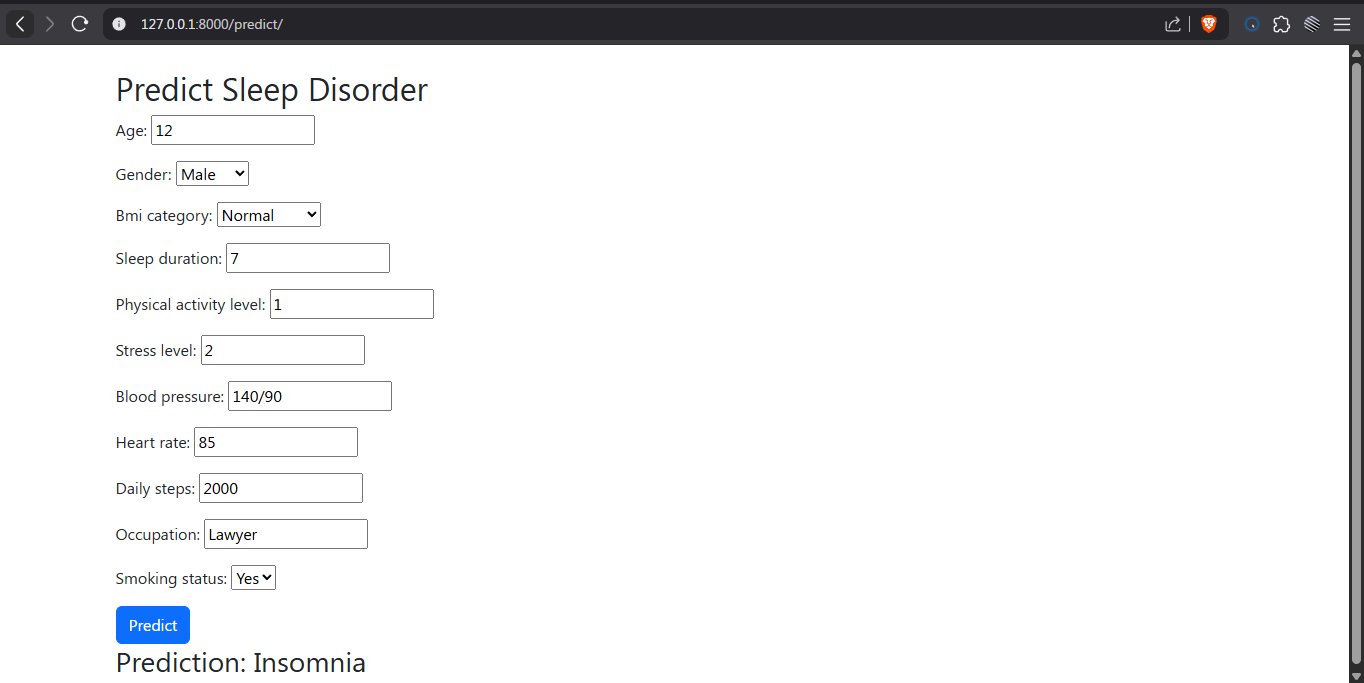 127.0.0.1:8000/predict/
Predict Sleep Disorder
Age: 12
Gender: Male
Bmi category: Normal
Sleep duration: 7
Physical activity level: 1
Stress level: 2
Blood pressure: 140/90
Heart rate: 85
Daily steps: 2000
Occupation: Lawyer
Smoking status: Yes
Predict
Prediction: Insomnia